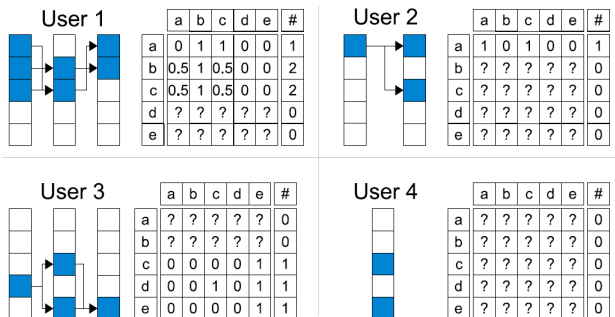 User 1
a b c d e #
a 0 1 1 0 0 1
b 0.5 1 0.5 0 0 2
c 0.5 1 0.5 0 0 2
d ? ? ? ? ? 0
e ? ? ? ? ? 0
User 2
a b c d e #
a 1 0 1 0 0 1
b ? ? ? ? ? 0
c ? ? ? ? ? 0
d ? ? ? ? ? 0
e ? ? ? ? ? 0
User 3
a b c d e #
a ? ? ? ? ? 0
b ? ? ? ? ? 0
c 0 0 0 0 1 1
d 0 0 1 0 1 1
e 0 0 0 0 1 1
User 4
a b c d e #
a ? ? ? ? ? 0
b ? ? ? ? ? 0
c ? ? ? ? ? 0
d ? ? ? ? ? 0
e ? ? ? ? ? 0